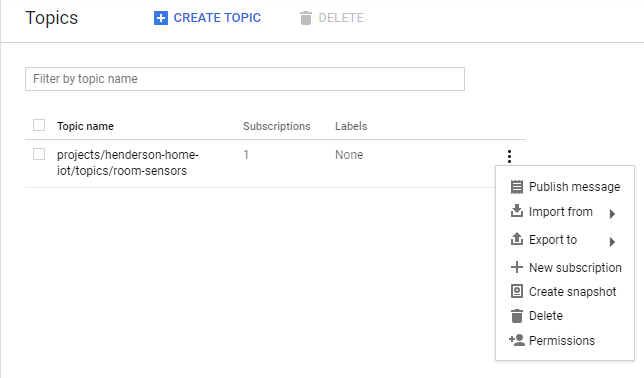 Topics
CREATE TOPIC
DELETE
Filter by topic name
Topic name Subscriptions Labels
projects/henderson-home-
iot/topics/room-sensors
1
None
Publish message
Import from
Export to
New subscription
Create snapshot
Delete
Permissions